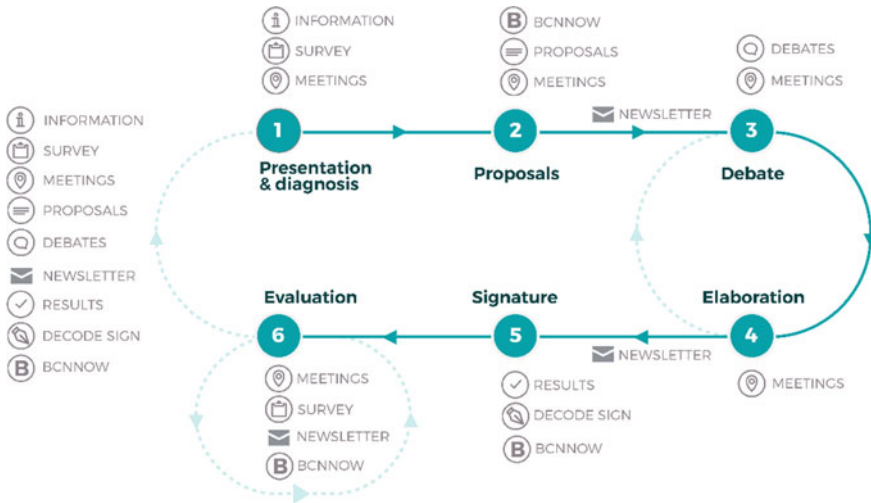 INFORMATION
SURVEY
MEETINGS
PROPOSALS
DEBATES
NEWSLETTER
RESULTS
DECODE SIGN
B BCNNOW
INFORMATION
SURVEY
MEETINGS
1
Presentation
& diagnosis
B BCNNOW
PROPOSALS
MEETINGS
2
Proposals
NEWSLETTER
DEBATES
MEETINGS
3
Debate
Elaboration
4
MEETINGS
NEWSLETTER
Signature
5
RESULTS
DECODE SIGN
B BCNNOW
Evaluation
6
MEETINGS
SURVEY
NEWSLETTER
B BCNNOW